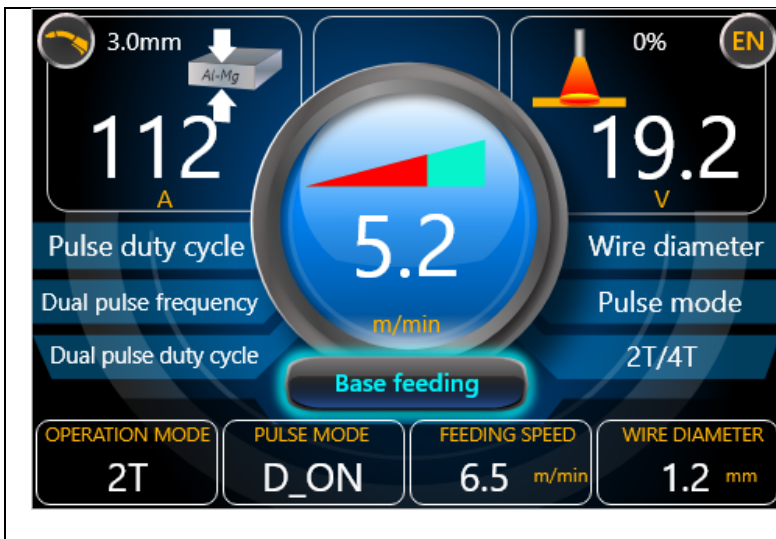 3.0mm
0%
EN
Al-Mg
112
A
19.2
V
5.2
m/min
Pulse duty cycle
Wire diameter
Dual pulse frequency
Pulse mode
Dual pulse duty cycle
2T/4T
Base feeding
OPERATION MODE
2T
PULSE MODE
D_ON
FEEDING SPEED
6.5 m/min
WIRE DIAMETER
1.2 mm